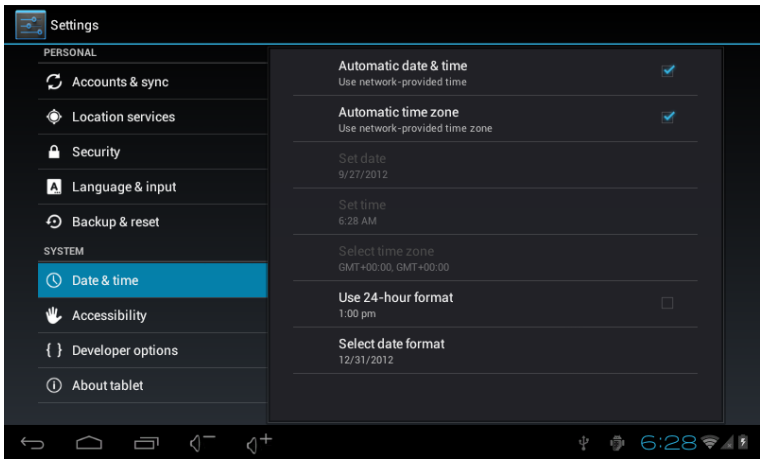 Settings
PERSONAL
Accounts & sync
Location services
Security
Language & input
Backup & reset
SYSTEM
Date & time
Accessibility
{ } Developer options
About tablet
Automatic date & time
Use network-provided time
Automatic time zone
Use network-provided time zone
Set date
9/27/2012
Set time
6:28 AM
Select time zone
GMT+00:00, GMT+00:00
Use 24-hour format
1:00 pm
Select date format
12/31/2012
6:28